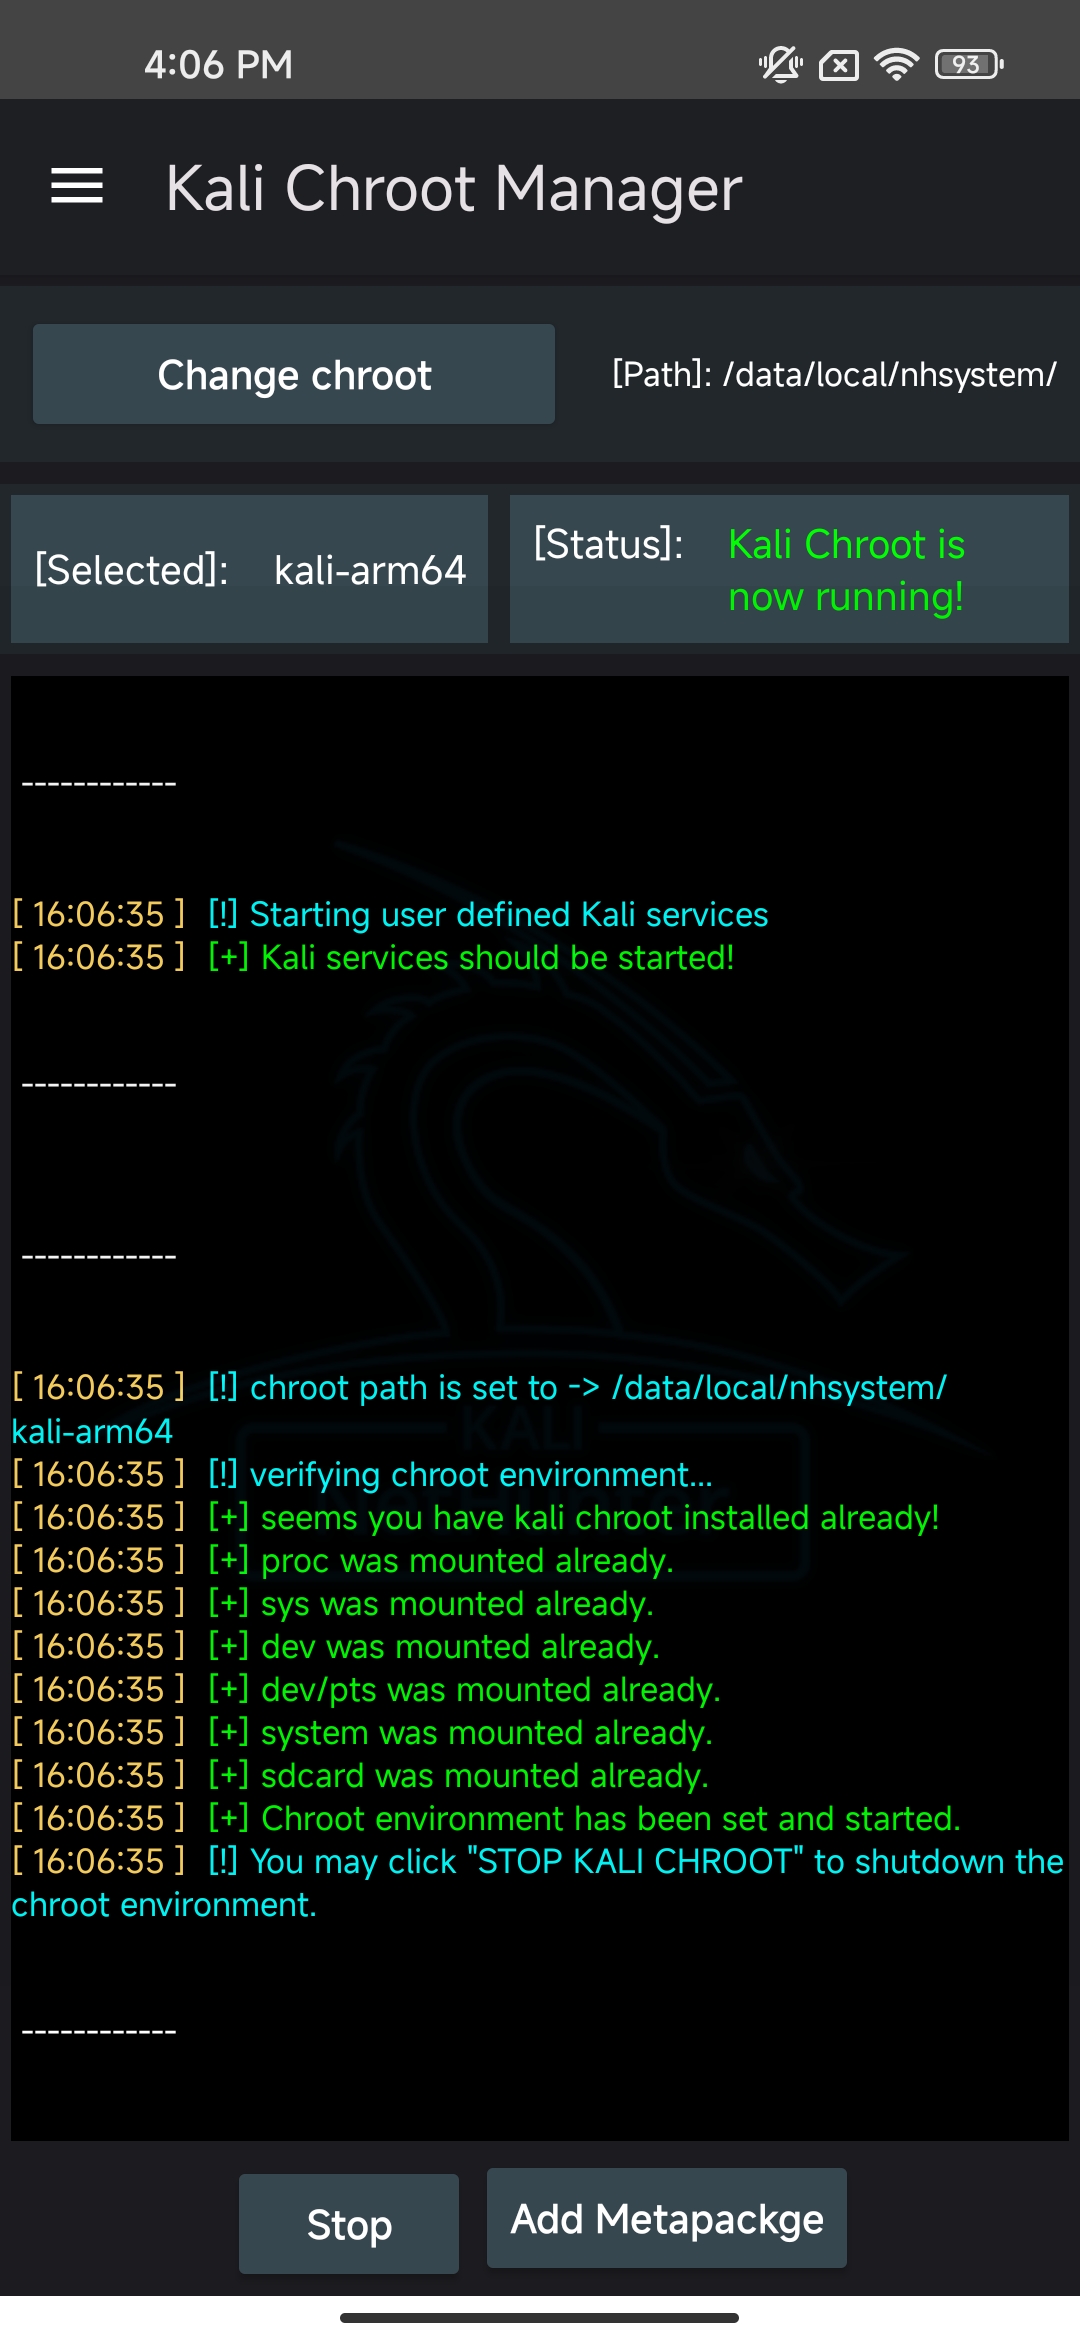 4:06 PM
93
Kali Chroot Manager
Change chroot
[Path]: /data/local/nhsystem/
[Selected]: kali-arm64
[Status]: Kali Chroot is
now running!
------------
[ 16:06:35 ] [!] Starting user defined Kali services
[ 16:06:35 ] [+] Kali services should be started!
------------
------------
[ 16:06:35 ] [!] chroot path is set to -> /data/local/nhsystem/
kali-arm64
KALI
[ 16:06:35 ] [!] verifying chroot environment...
[ 16:06:35 ] [+] seems you have kali chroot installed already!
[ 16:06:35 ] [+] proc was mounted already.
[ 16:06:35 ] [+] sys was mounted already.
[ 16:06:35 ] [+] dev was mounted already.
[ 16:06:35 ] [+] dev/pts was mounted already.
[ 16:06:35 ] [+] system was mounted already.
[ 16:06:35 ] [+] sdcard was mounted already.
[ 16:06:35 ] [+] Chroot environment has been set and started.
[ 16:06:35 ] [!] You may click "STOP KALI CHROOT" to shutdown the
chroot environment.
------------
Stop
Add Metapackge